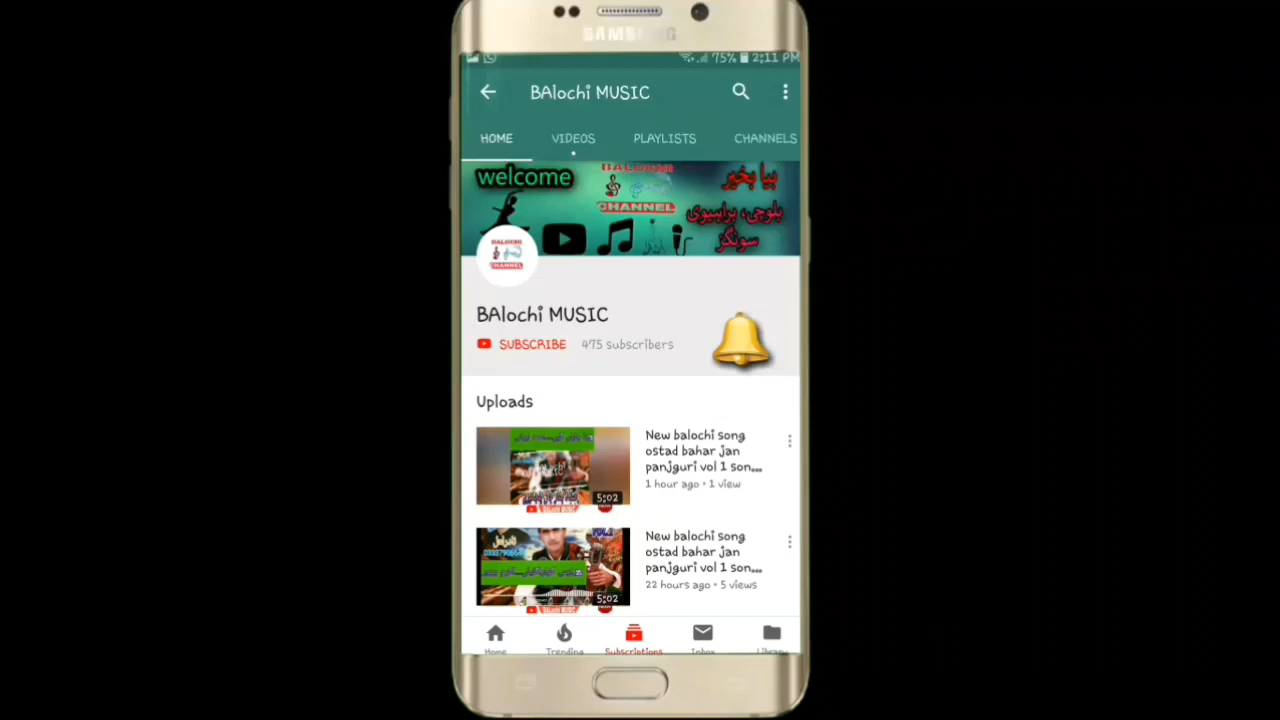 SAMSUNG
75% 2:11 PM
BAlochi MUSIC
HOME VIDEOS PLAYLISTS CHANNELS
welcome
BALOCHI
CHANNEL
بیا بخیر
بلوچی، براہیوی
سونگز
BALOCHI
CHANNEL
BAlochi MUSIC
SUBSCRIBE 475 subscribers
Uploads
New balochi song
ostad bahar jan
panjguri vol 1 son...
1 hour ago • 1 view
5:02
New balochi song
ostad bahar jan
panjguri vol 1 son...
22 hours ago • 5 views
5:02
Home Trending Subscriptions Inbox Library